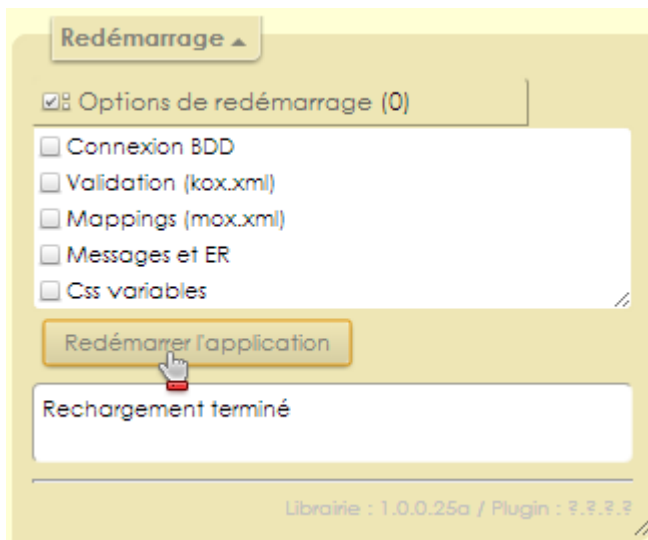 Redémarrage
Options de redémarrage (0)
Connexion BDD
Validation (kox.xml)
Mappings (mox.xml)
Messages et ER
Css variables
Redémarrer l'application
Rechargement terminé
Librairie : 1.0.0.25a / Plugin : ?.?.?.?